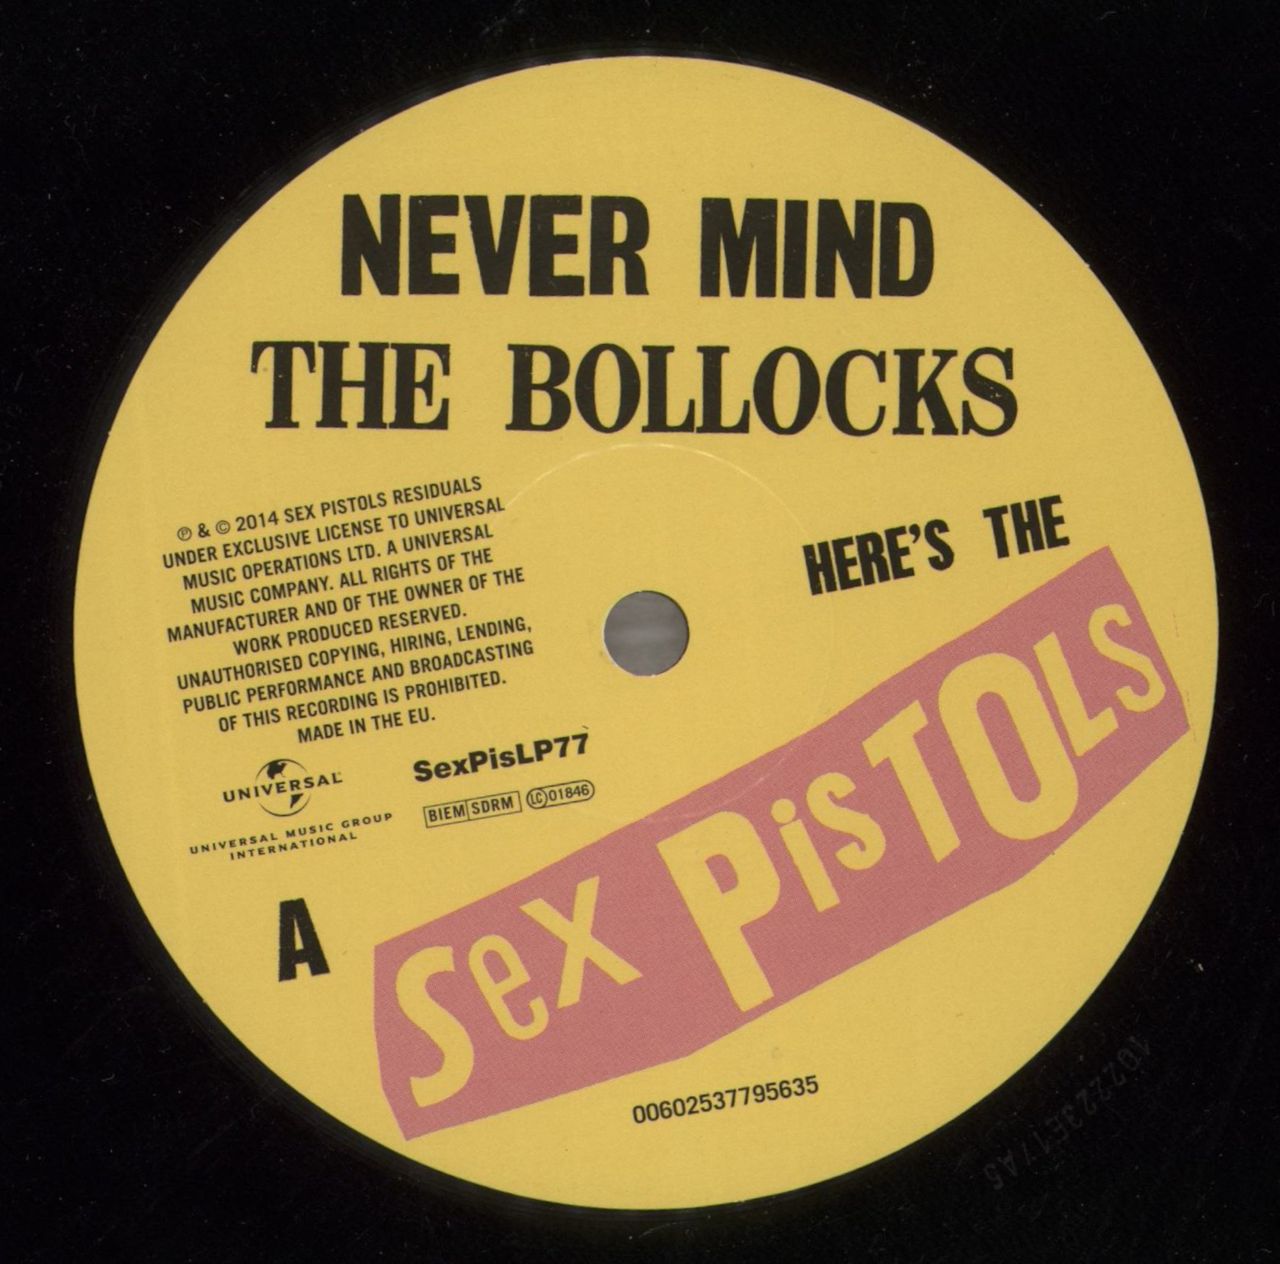 NEVER MIND
THE BOLLOCKS
HERE'S THE
SEX PISTOLS
℗ & © 2014 SEX PISTOLS RESIDUALS
UNDER EXCLUSIVE LICENSE TO UNIVERSAL
MUSIC OPERATIONS LTD. A UNIVERSAL
MUSIC COMPANY. ALL RIGHTS OF THE
MANUFACTURER AND OF THE OWNER OF THE
WORK PRODUCED RESERVED.
UNAUTHORISED COPYING, HIRING, LENDING,
PUBLIC PERFORMANCE AND BROADCASTING
OF THIS RECORDING IS PROHIBITED.
MADE IN THE EU.
UNIVERSAL
UNIVERSAL MUSIC GROUP
INTERNATIONAL
SexPisLP77
BIEM SDRM LC 01846
A
00602537795635